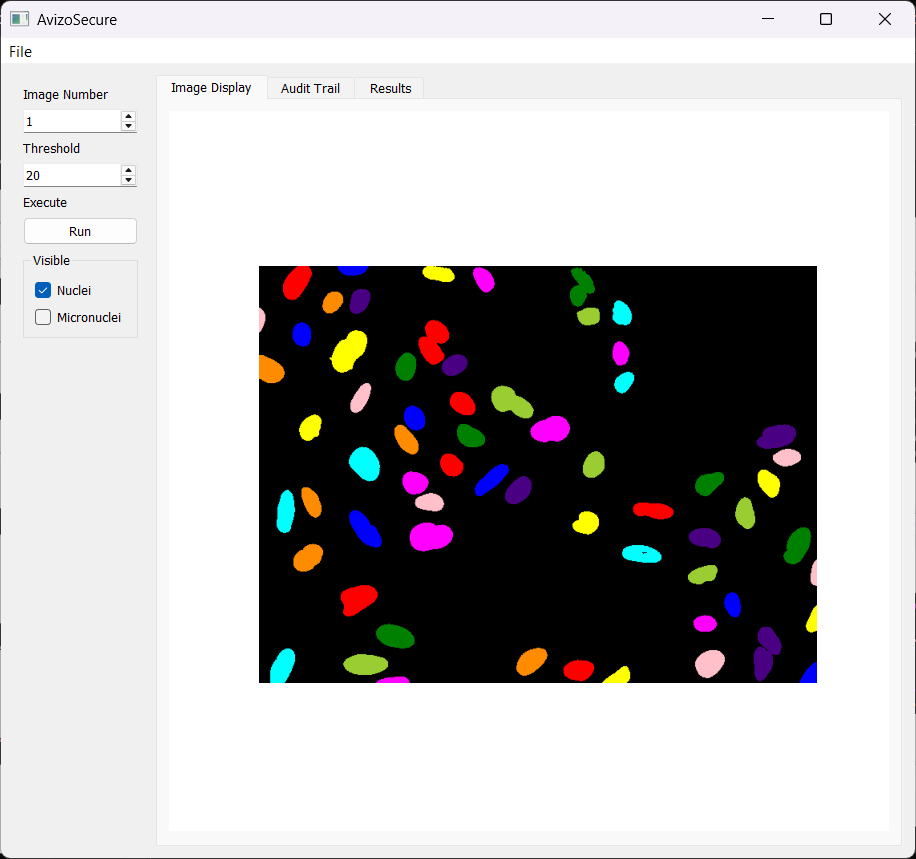 AvizoSecure
File
Image Number
1
Threshold
20
Execute
Run
Visible
Nuclei
Micronuclei
Image Display
Audit Trail
Results